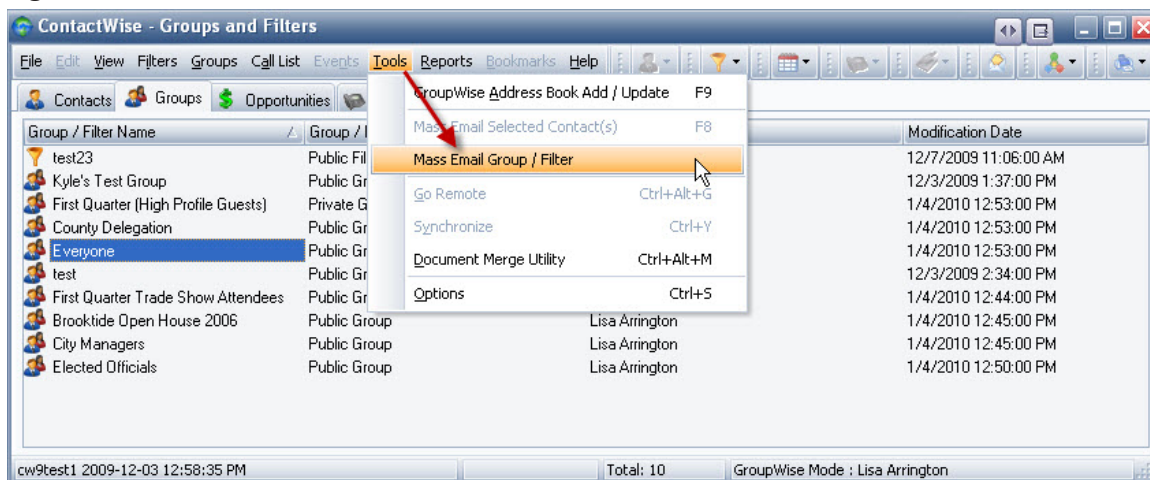 ContactWise - Groups and Filters
File Edit View Filters Groups Call List Events Tools Reports Bookmarks Help
Contacts Groups Opportunities
GroupWise Address Book Add / Update F9
Mass Email Selected Contact(s) F8
Mass Email Group / Filter
Go Remote Ctrl+Alt+G
Synchronize Ctrl+Y
Document Merge Utility Ctrl+Alt+M
Options Ctrl+S
Group / Filter Name Group / Modification Date
test23 Public Fil 12/7/2009 11:06:00 AM
Kyle's Test Group Public Gr 12/3/2009 1:37:00 PM
First Quarter (High Profile Guests) Private G 1/4/2010 12:53:00 PM
County Delegation Public Gr 1/4/2010 12:53:00 PM
Everyone Public Gr 1/4/2010 12:53:00 PM
test Public Gr 12/3/2009 2:34:00 PM
First Quarter Trade Show Attendees Public Gr 1/4/2010 12:44:00 PM
Brooktide Open House 2006 Public Group Lisa Arrington 1/4/2010 12:45:00 PM
City Managers Public Group Lisa Arrington 1/4/2010 12:45:00 PM
Elected Officials Public Group Lisa Arrington 1/4/2010 12:50:00 PM
cw9test1 2009-12-03 12:58:35 PM Total: 10 GroupWise Mode : Lisa Arrington